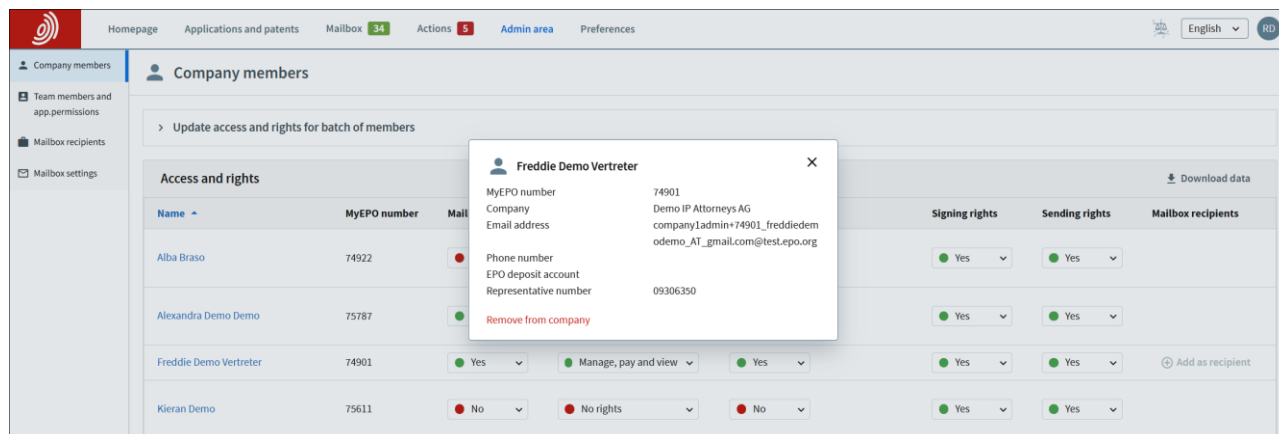 Homepage Applications and patents Mailbox 34 Actions 5 Admin area Preferences English RD
Company members
Team members and
app.permissions
Mailbox recipients
Mailbox settings
Company members
Update access and rights for batch of members
Access and rights Download data
Name MyEPO number Mail Signing rights Sending rights Mailbox recipients
Alba Braso 74922 Yes Yes
Alexandra Demo Demo 75787 Yes Yes
Freddie Demo Vertreter 74901 Yes Manage, pay and view Yes Yes Yes Add as recipient
Kieran Demo 75611 No No rights No Yes Yes
Freddie Demo Vertreter
MyEPO number 74901
Company Demo IP Attorneys AG
Email address company1admin+74901_freddiedem
odemo_AT_gmail.com@test.epo.org
Phone number
EPO deposit account
Representative number 09306350
Remove from company